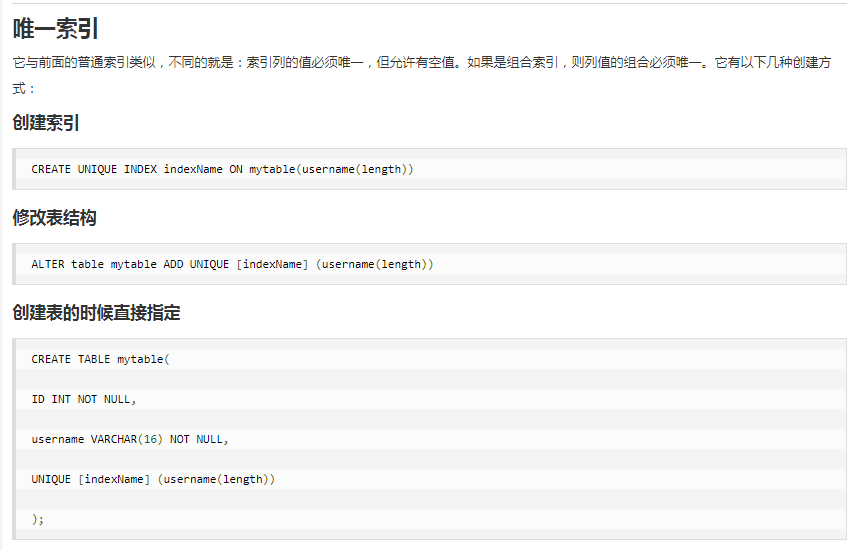 唯一索引
它与前面的普通索引类似，不同的就是：索引列的值必须唯一，但允许有空值。如果是组合索引，则列值的组合必须唯一。它有以下几种创建方
式：
创建索引
CREATE UNIQUE INDEX indexName ON mytable(username(length))
修改表结构
ALTER table mytable ADD UNIQUE [indexName] (username(length))
创建表的时候直接指定
CREATE TABLE mytable(
ID INT NOT NULL,
username VARCHAR(16) NOT NULL,
UNIQUE [indexName] (username(length))
);